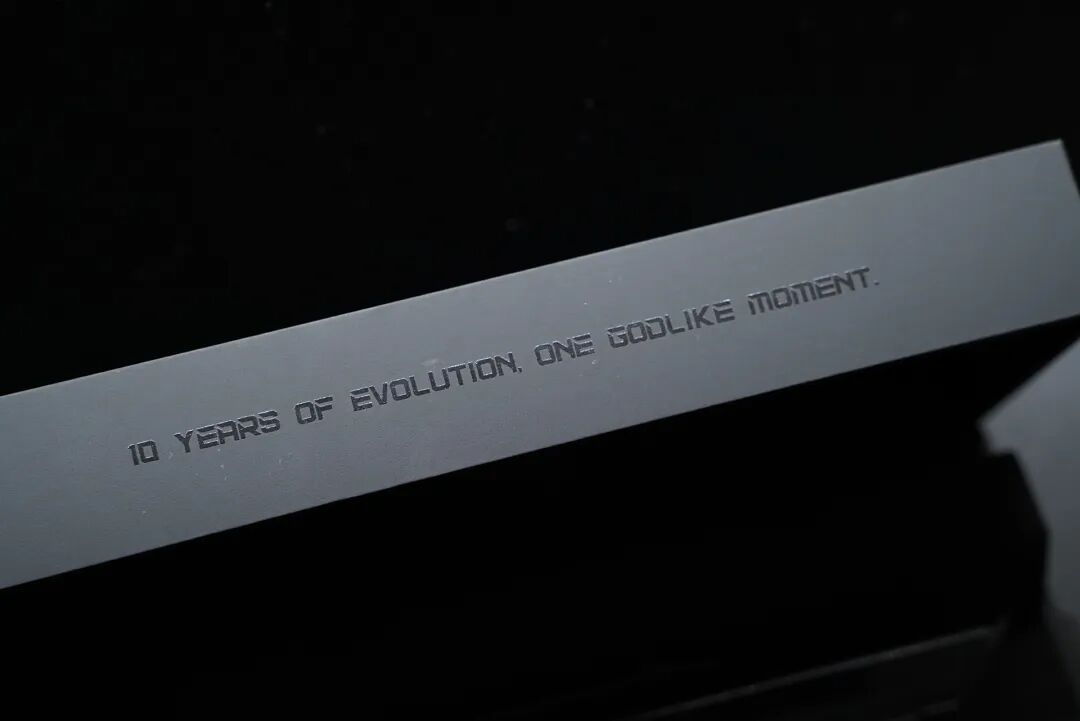 10 YEARS OF EVOLUTION, ONE GODLIKE MOMENT.